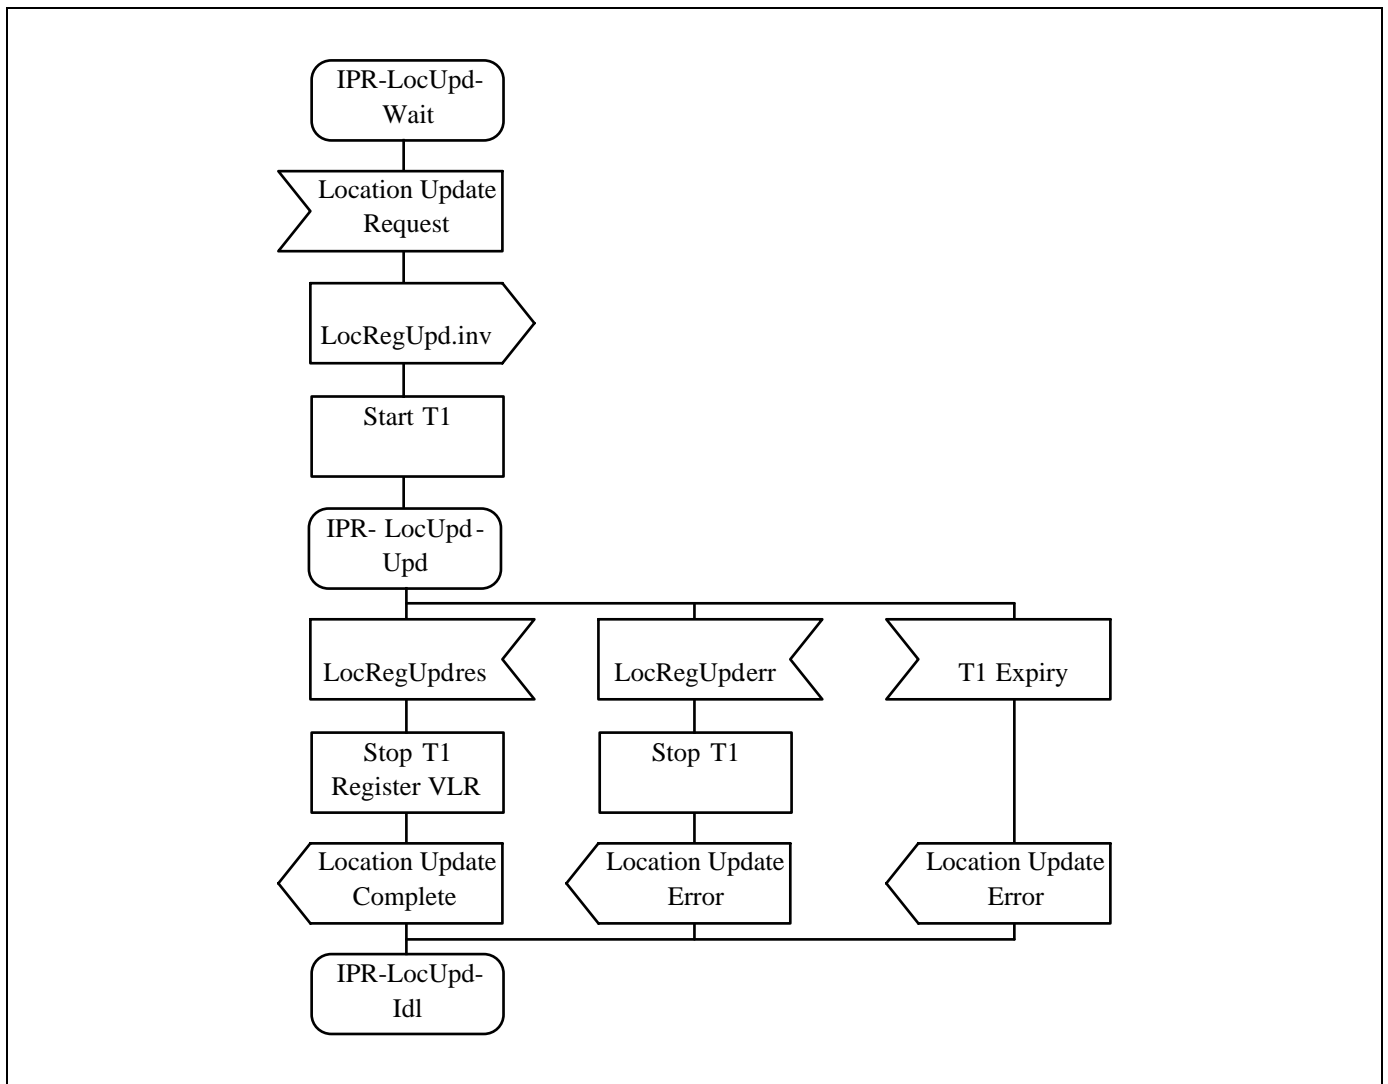 IPR-LocUpd-
Wait
Location Update
Request
LocRegUpd.inv
Start T1
IPR- LocUpd-
Upd
LocRegUpdres
LocRegUpderr
T1 Expiry
Stop T1
Register VLR
Stop T1
Location Update
Complete
Location Update
Error
Location Update
Error
IPR-LocUpd-
Idl